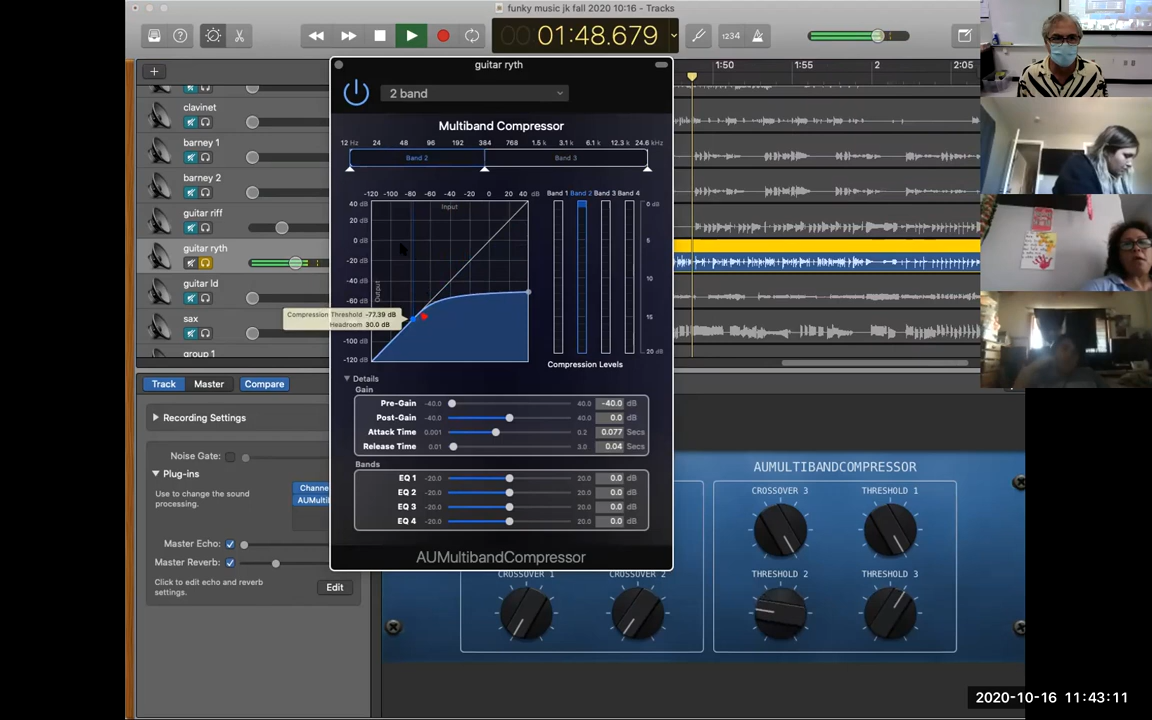 funky music jk fall 2020 10:16 - Tracks
01:48.679
1234
guitar ryth
1:50 1:55 2 2:05
2 band
clavinet
barney 1
barney 2
guitar riff
guitar ryth
guitar ld
sax
group 1
Multiband Compressor
12 Hz 24 48 96 192 384 768 1.5 k 3.1 k 6.1 k 12.3 k 24.6 kHz
Band 2 Band 3
-120 -100 -80 -60 -40 -20 0 20 40 dB
Band 1 Band 2 Band 3 Band 4
Input
Output
40 dB
20 dB
0 dB
-20 dB
-40 dB
-60 dB
-100 dB
-120 dB
0 dB
5
10
15
20 dB
Compression Threshold -77.39 dB
Headroom 30.0 dB
Compression Levels
Details
Gain
Pre-Gain -40.0 40.0 -40.0 dB
Post-Gain -40.0 40.0 0.0 dB
Attack Time 0.001 0.2 0.077 Secs
Release Time 0.01 3.0 0.04 Secs
Bands
EQ 1 -20.0 20.0 0.0 dB
EQ 2 -20.0 20.0 0.0 dB
EQ 3 -20.0 20.0 0.0 dB
EQ 4 -20.0 20.0 0.0 dB
AUMultibandCompressor
Track Master Compare
Recording Settings
Noise Gate:
Plug-ins
Use to change the sound
processing.
Channe
AUMultib
Master Echo:
Master Reverb:
Click to edit echo and reverb
settings.
Edit
AUMULTIBANDCOMPRESSOR
CROSSOVER 3 THRESHOLD 1
CROSSOVER 1 CROSSOVER 2 THRESHOLD 2 THRESHOLD 3
2020-10-16 11:43:11